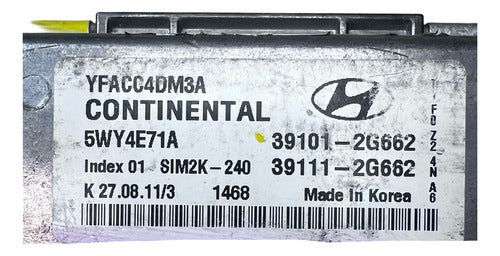 YFACC4DM3A
CONTINENTAL
5WY4E71A 39101-2G662
Index 01 SIM2K-240 39111-2G662
K 27.08.11/3 1468 Made In Korea